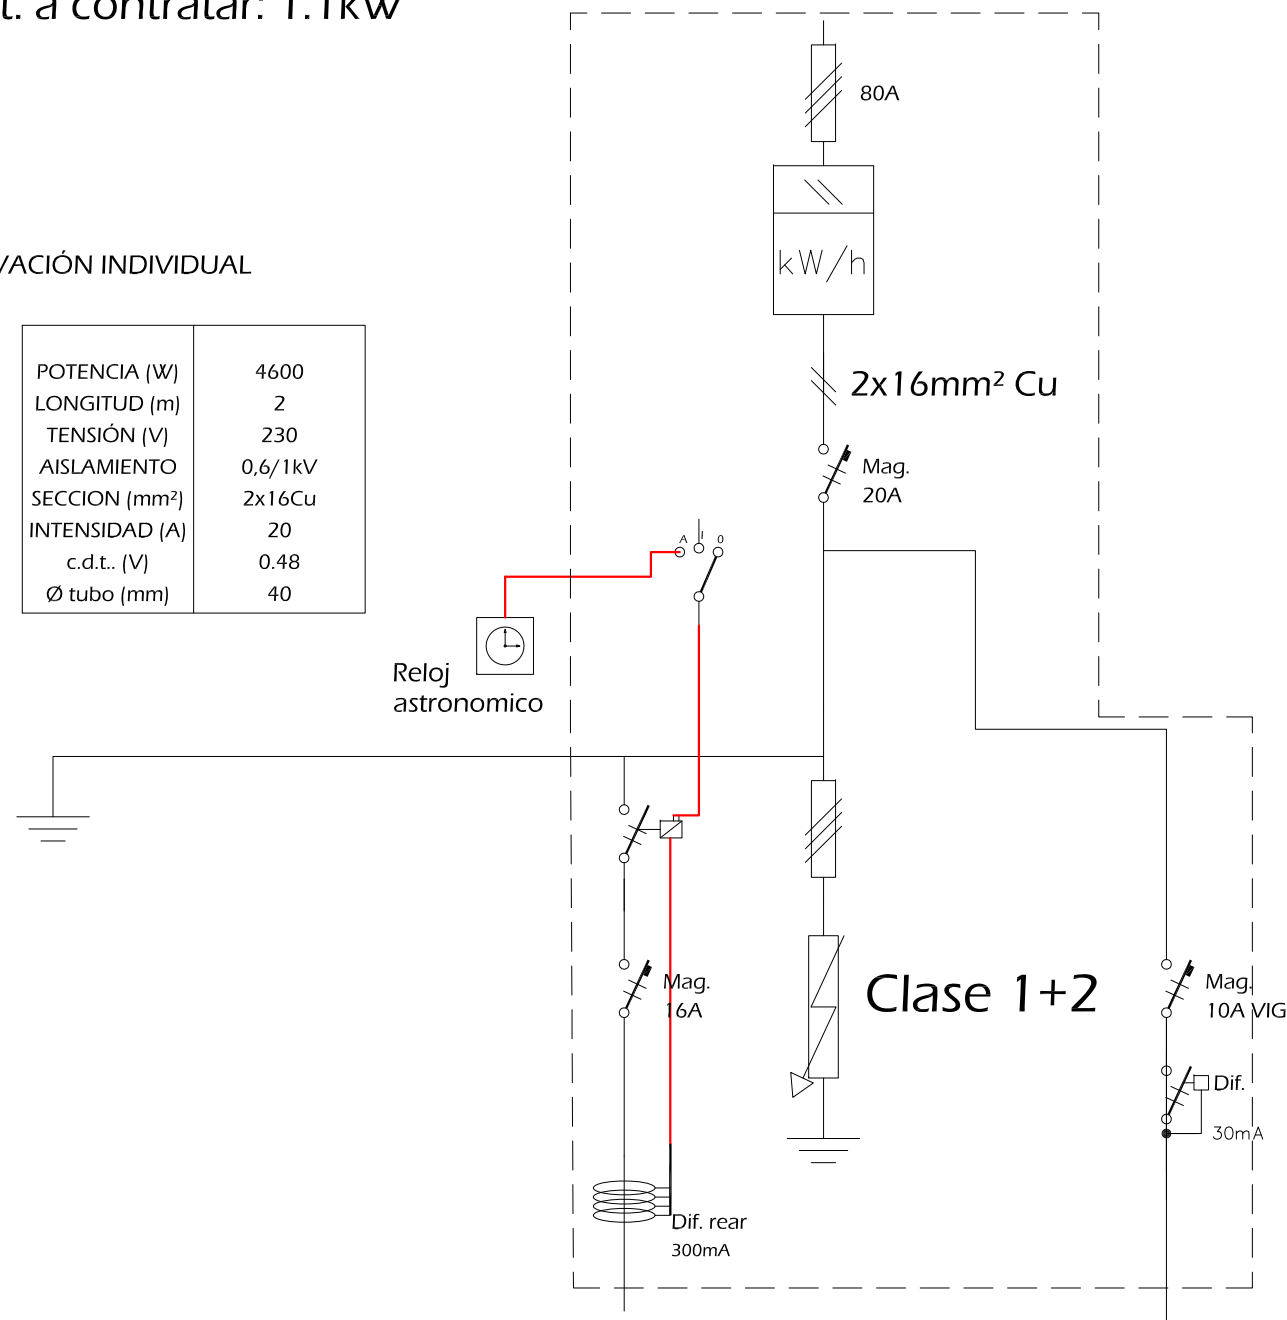 t. a contratar: 1.1kW
80A
kW/h
VACIÓN INDIVIDUAL
POTENCIA (W) 4600
LONGITUD (m) 2
TENSIÓN (V) 230
AISLAMIENTO 0,6/1kV
SECCION (mm²) 2x16Cu
INTENSIDAD (A) 20
c.d.t.. (V) 0.48
Ø tubo (mm) 40
2x16mm² Cu
Mag.
20A
A I 0
Reloj
astronomico
Mag.
16A
Clase 1+2
Mag.
10A VIG
Dif.
30mA
Dif. rear
300mA